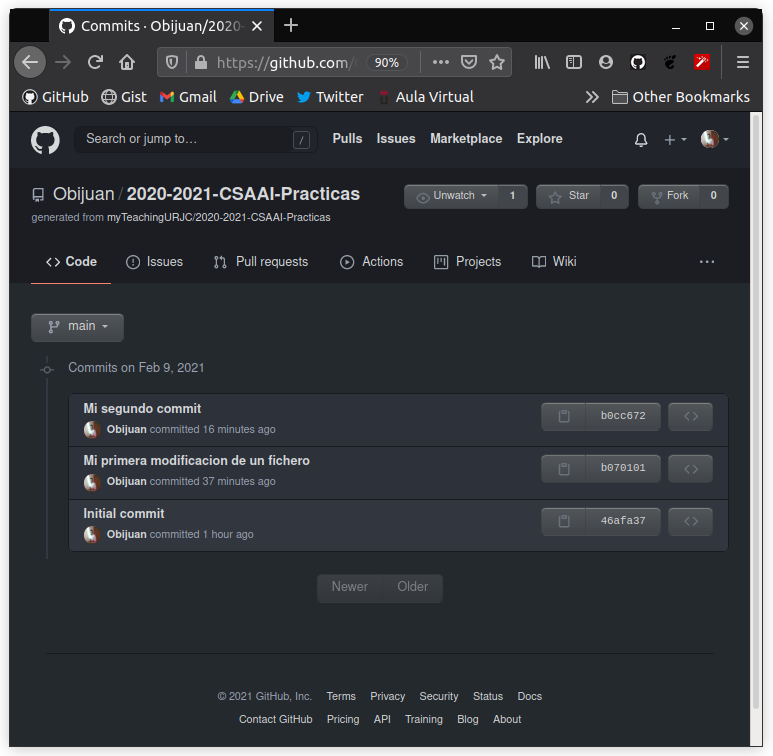 Commits · Obijuan/2020-
https://github.com/ 90%
GitHub Gist Gmail Drive Twitter Aula Virtual Other Bookmarks
Search or jump to… / Pulls Issues Marketplace Explore
Obijuan / 2020-2021-CSAAI-Practicas Unwatch 1 Star 0 Fork 0
generated from myTeachingURJC/2020-2021-CSAAI-Practicas
Code Issues Pull requests Actions Projects Wiki
main
Commits on Feb 9, 2021
Mi segundo commit
Obijuan committed 16 minutes ago b0cc672
Mi primera modificacion de un fichero
Obijuan committed 37 minutes ago b070101
Initial commit
Obijuan committed 1 hour ago 46afa37
Newer Older
© 2021 GitHub, Inc. Terms Privacy Security Status Docs
Contact GitHub Pricing API Training Blog About